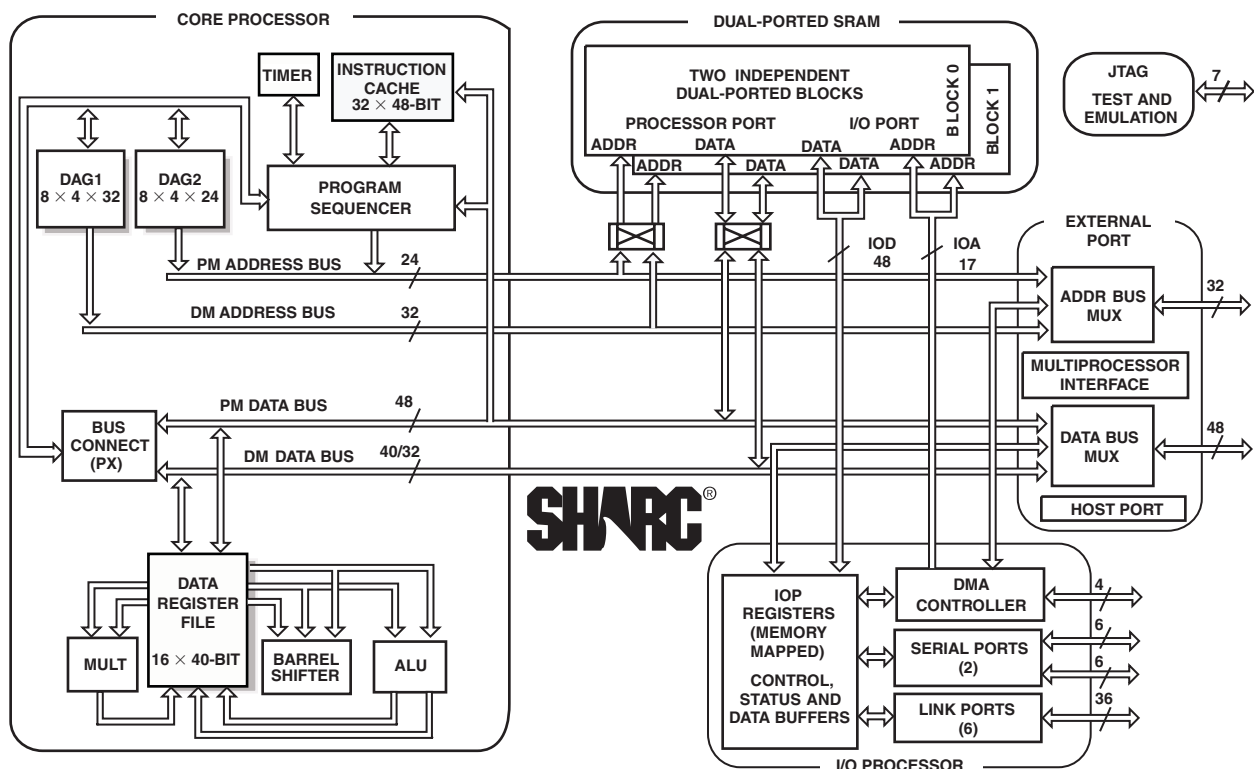 CORE PROCESSOR
TIMER
INSTRUCTION
CACHE
32 × 48-BIT
DAG1
8 × 4 × 32
DAG2
8 × 4 × 24
PROGRAM
SEQUENCER
PM ADDRESS BUS
24
DM ADDRESS BUS
32
BUS
CONNECT
(PX)
PM DATA BUS
48
DM DATA BUS
40/32
DATA
REGISTER
FILE
16 × 40-BIT
MULT
BARREL
SHIFTER
ALU
DUAL-PORTED SRAM
TWO INDEPENDENT
DUAL-PORTED BLOCKS
PROCESSOR PORT
I/O PORT
ADDR
DATA
DATA
ADDR
ADDR
DATA
DATA
ADDR
BLOCK 0
BLOCK 1
IOD
48
IOA
17
JTAG
TEST AND
EMULATION
7
EXTERNAL
PORT
ADDR BUS
MUX
32
MULTIPROCESSOR
INTERFACE
DATA BUS
MUX
48
HOST PORT
SHARC®
IOP
REGISTERS
(MEMORY
MAPPED)
CONTROL,
STATUS AND
DATA BUFFERS
DMA
CONTROLLER
4
SERIAL PORTS
(2)
6
6
LINK PORTS
(6)
36
I/O PROCESSOR